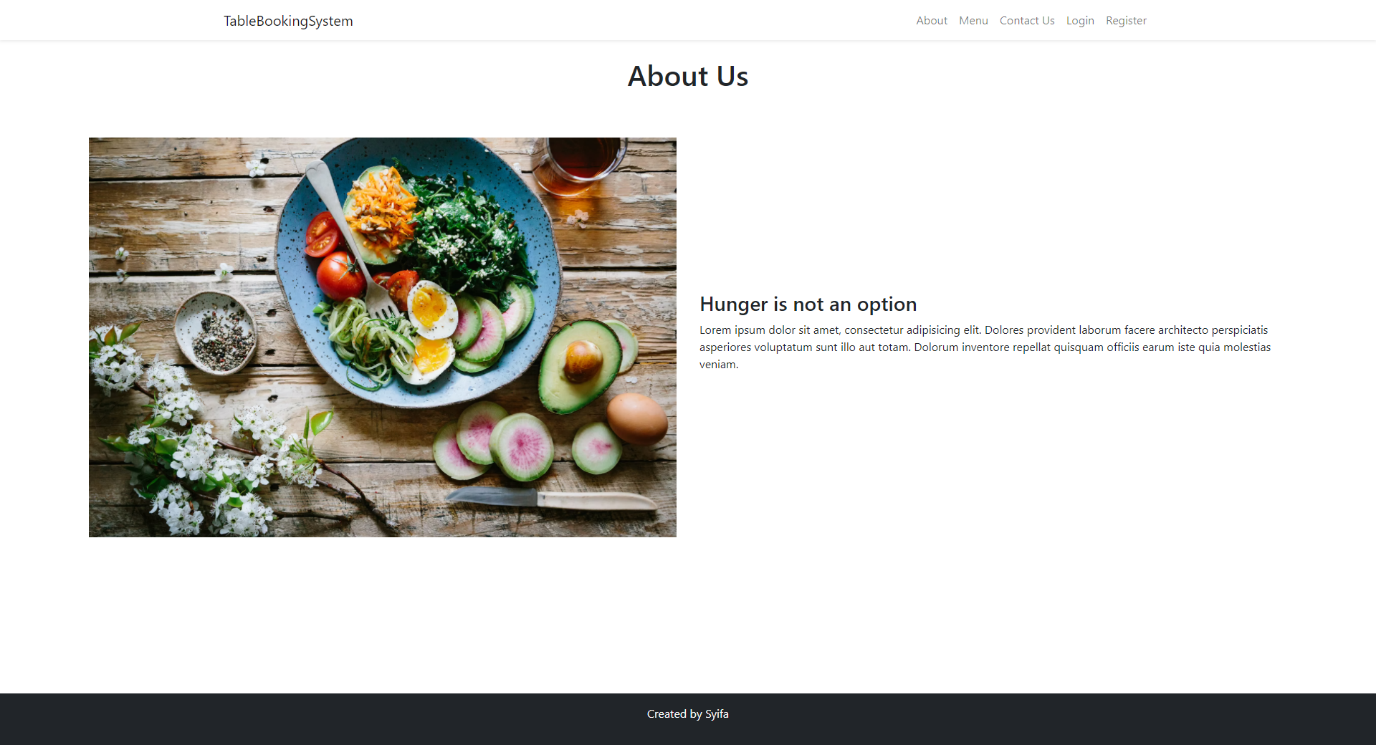 TableBookingSystem
About Menu Contact Us Login Register
About Us
Hunger is not an option
Lorem ipsum dolor sit amet, consectetur adipisicing elit. Dolores provident laborum facere architecto perspiciatis
asperiores voluptatum sunt illo aut totam. Dolorum inventore repellat quisquam officiis earum iste quia molestias
veniam.
Created by Syifa